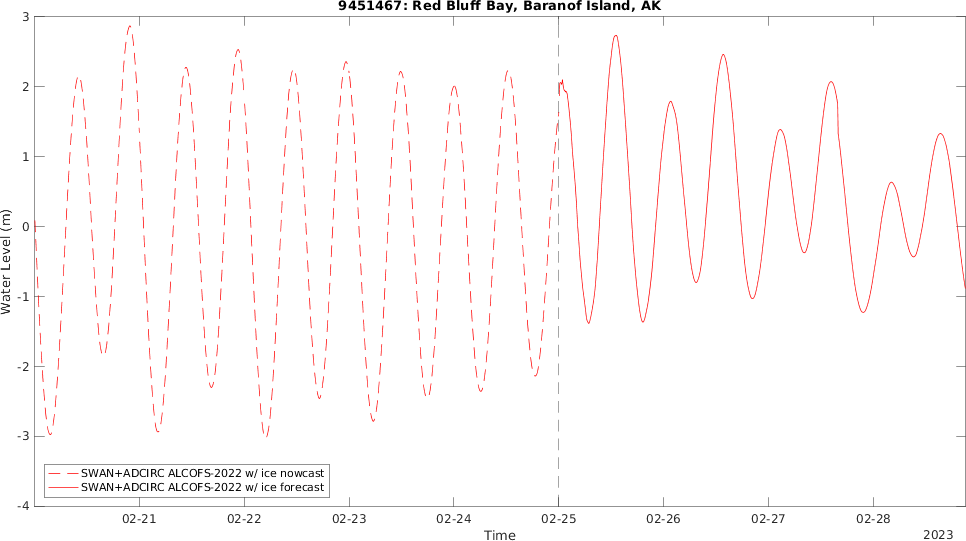 9451467: Red Bluff Bay, Baranof Island, AK
3
2
1
0
-1
-2
-3
-4
Water Level (m)
SWAN+ADCIRC ALCOFS-2022 w/ ice nowcast
SWAN+ADCIRC ALCOFS-2022 w/ ice forecast
02-21 02-22 02-23 02-24 02-25 02-26 02-27 02-28
Time
2023